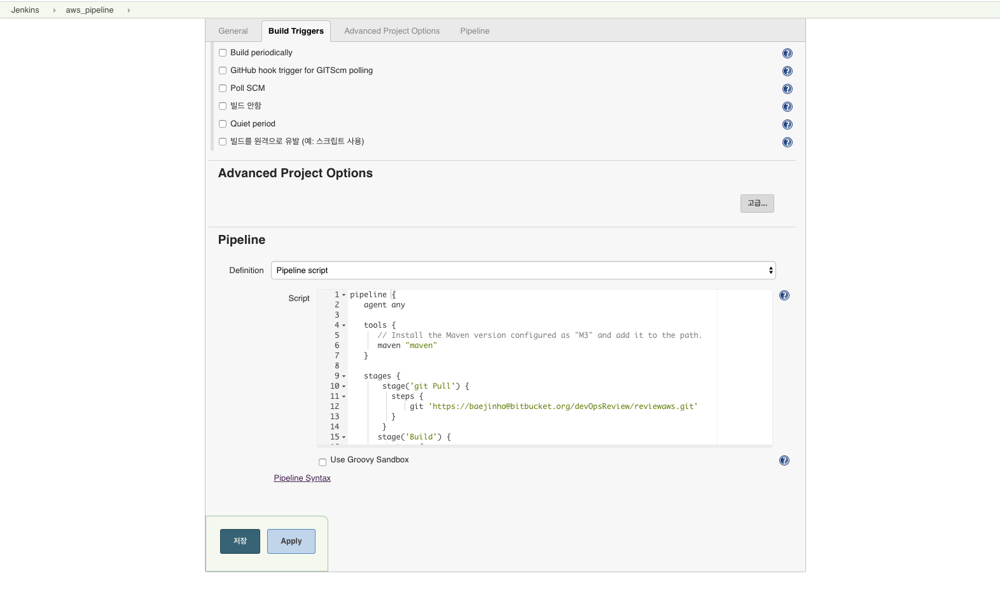 Jenkins aws_pipeline
General Build Triggers Advanced Project Options Pipeline
Build periodically
GitHub hook trigger for GITScm polling
Poll SCM
빌드 안함
Quiet period
빌드를 원격으로 유발 (예: 스크립트 사용)
Advanced Project Options
고급...
Pipeline
Definition Pipeline script
Script
1 pipeline {
2 agent any
3
4 tools {
5 // Install the Maven version configured as "M3" and add it to the path.
6 maven "maven"
7 }
8
9 stages {
10 stage('git Pull') {
11 steps {
12 git 'https://baejinho@bitbucket.org/devOpsReview/reviewaws.git'
13 }
14 }
15 stage('Build') {
Use Groovy Sandbox
Pipeline Syntax
저장 Apply